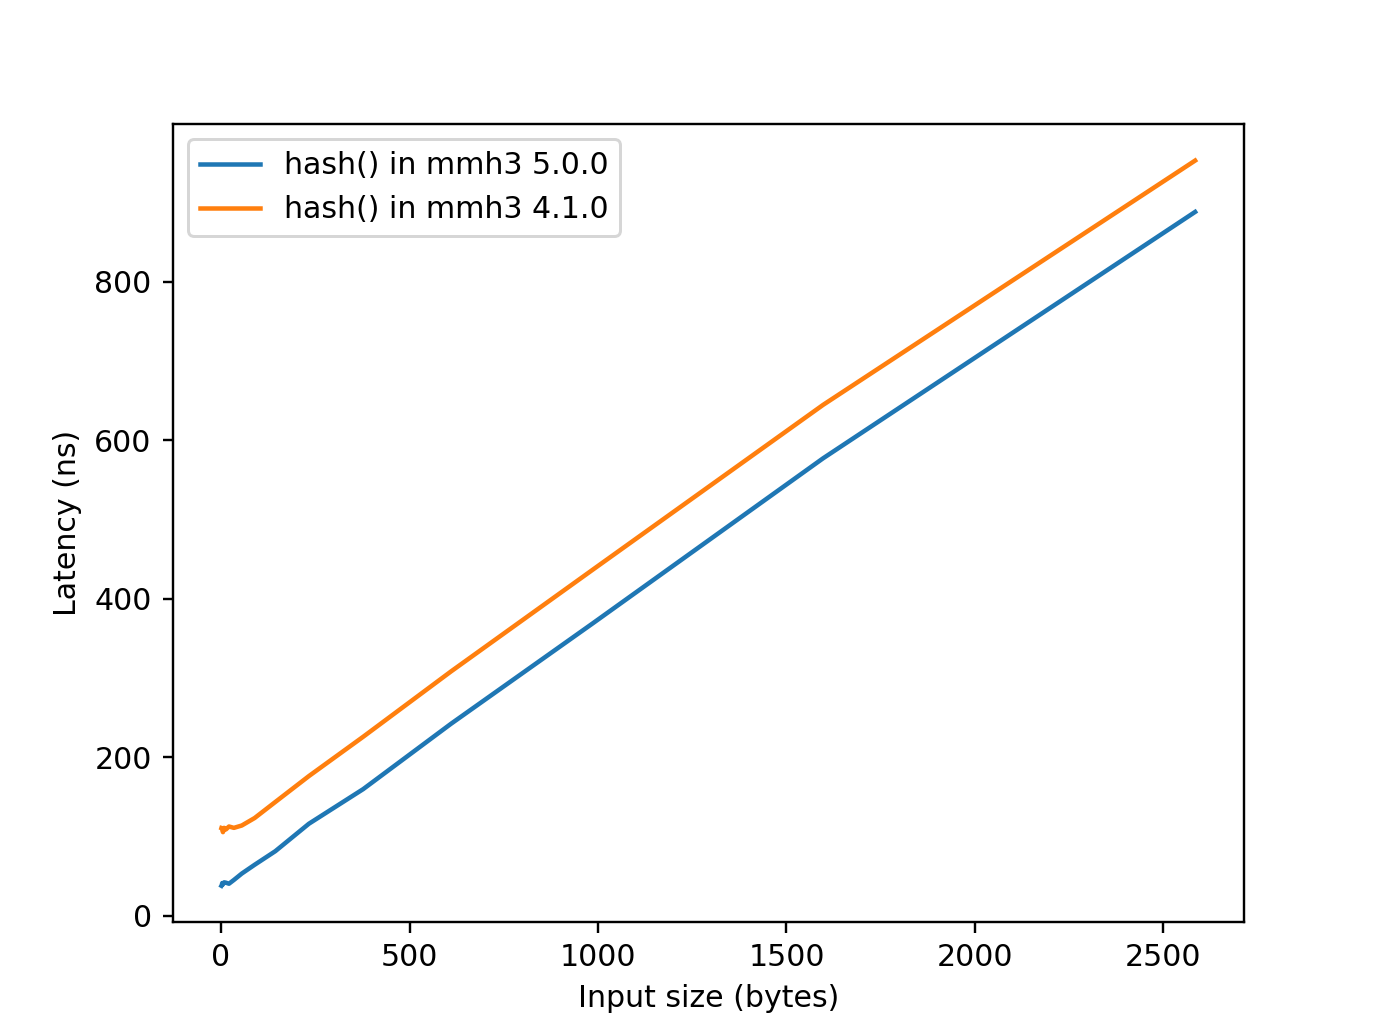 hash() in mmh3 5.0.0
hash() in mmh3 4.1.0
800
600
400
200
0
Latency (ns)
0 500 1000 1500 2000 2500
Input size (bytes)